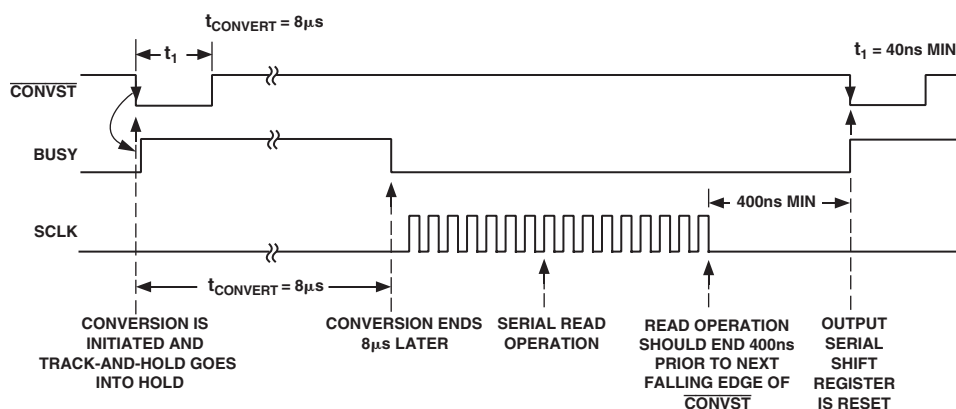 tCONVERT = 8µs
t1
t1 = 40ns MIN
CONVST
BUSY
400ns MIN
SCLK
tCONVERT = 8µs
CONVERSION IS
INITIATED AND
TRACK-AND-HOLD GOES
INTO HOLD
CONVERSION ENDS
8µs LATER
SERIAL READ
OPERATION
READ OPERATION
SHOULD END 400ns
PRIOR TO NEXT
FALLING EDGE OF
CONVST
OUTPUT
SERIAL
SHIFT
REGISTER
IS RESET